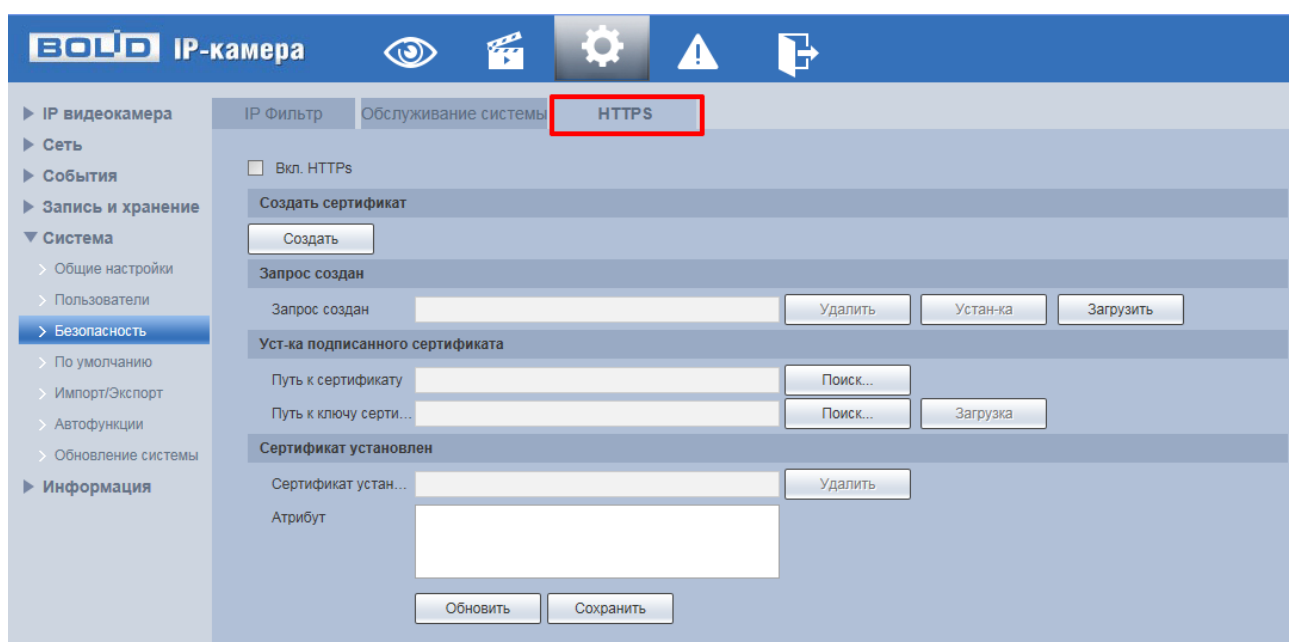 BOLID IP-камера
IP видеокамера
Сеть
События
Запись и хранение
Система
Общие настройки
Пользователи
Безопасность
По умолчанию
Импорт/Экспорт
Автофункции
Обновление системы
Информация
IP Фильтр Обслуживание системы HTTPS
Вкл. HTTPs
Создать сертификат
Создать
Запрос создан
Запрос создан Удалить Устан-ка Загрузить
Уст-ка подписанного сертификата
Путь к сертификату Поиск...
Путь к ключу серти... Поиск... Загрузка
Сертификат установлен
Сертификат устан... Удалить
Атрибут
Обновить Сохранить